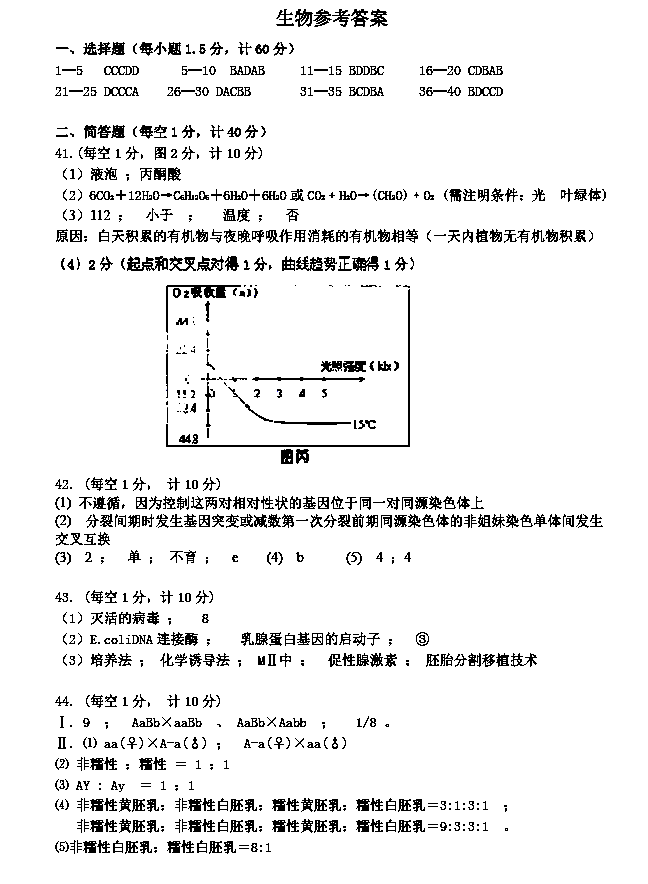 生物参考答案
一、选择题（每小题1.5分，计60分）
1—5 CCCDD 5—10 BADAB 11—15 BDDBC 16—20 CDBAB
21—25 DCCCA 26—30 DACBB 31—35 BCDBA 36—40 BDCCD
二、简答题（每空1分，计40分）
41.(每空1分，图2分，计10分)
（1）液泡 ；丙酮酸
（2）6CO₂＋12H₂O→C₆H₁₂O₆＋6H₂O＋6H₂O 或 CO₂﹢H₂O→(CH₂O)﹢O₂ (需注明条件：光 叶绿体)
（3）112 ； 小于 ； 温度 ； 否
原因：白天积累的有机物与夜晚呼吸作用消耗的有机物相等（一天内植物无有机物积累）
（4）2分（起点和交叉点对得1分，曲线趋势正确得1分）
O₂吸收量（ml）
光照强度（klx）
0 1 2 3 4 5
44.8
15℃
图丙
42. (每空1分， 计10分)
(1) 不遵循，因为控制这两对相对性状的基因位于同一对同源染色体上
(2) 分裂间期时发生基因突变或减数第一次分裂前期同源染色体的非姐妹染色单体间发生
交叉互换
(3) 2 ； 单 ； 不育 ； e (4) b (5) 4 ；4
43. (每空1分，计10分)
（1）灭活的病毒 ； 8
（2）E.coliDNA连接酶 ； 乳腺蛋白基因的启动子 ； ③
（3）培养法 ； 化学诱导法 ； MⅡ中 ； 促性腺激素 ； 胚胎分割移植技术
44. (每空1分， 计10分)
Ⅰ. 9 ； AaBb×aaBb 、 AaBb×Aabb ； 1/8 。
Ⅱ. ⑴ aa(♀)×A-a(♂) ； A-a(♀)×aa(♂)
⑵ 非糯性 ：糯性 ＝ 1 ：1
⑶ AY : Ay ＝ 1 ：1
⑷ 非糯性黄胚乳：非糯性白胚乳：糯性黄胚乳：糯性白胚乳＝3:1:3:1 ；
非糯性黄胚乳：非糯性白胚乳：糯性黄胚乳：糯性白胚乳＝9:3:3:1 。
⑸非糯性白胚乳：糯性白胚乳＝8:1